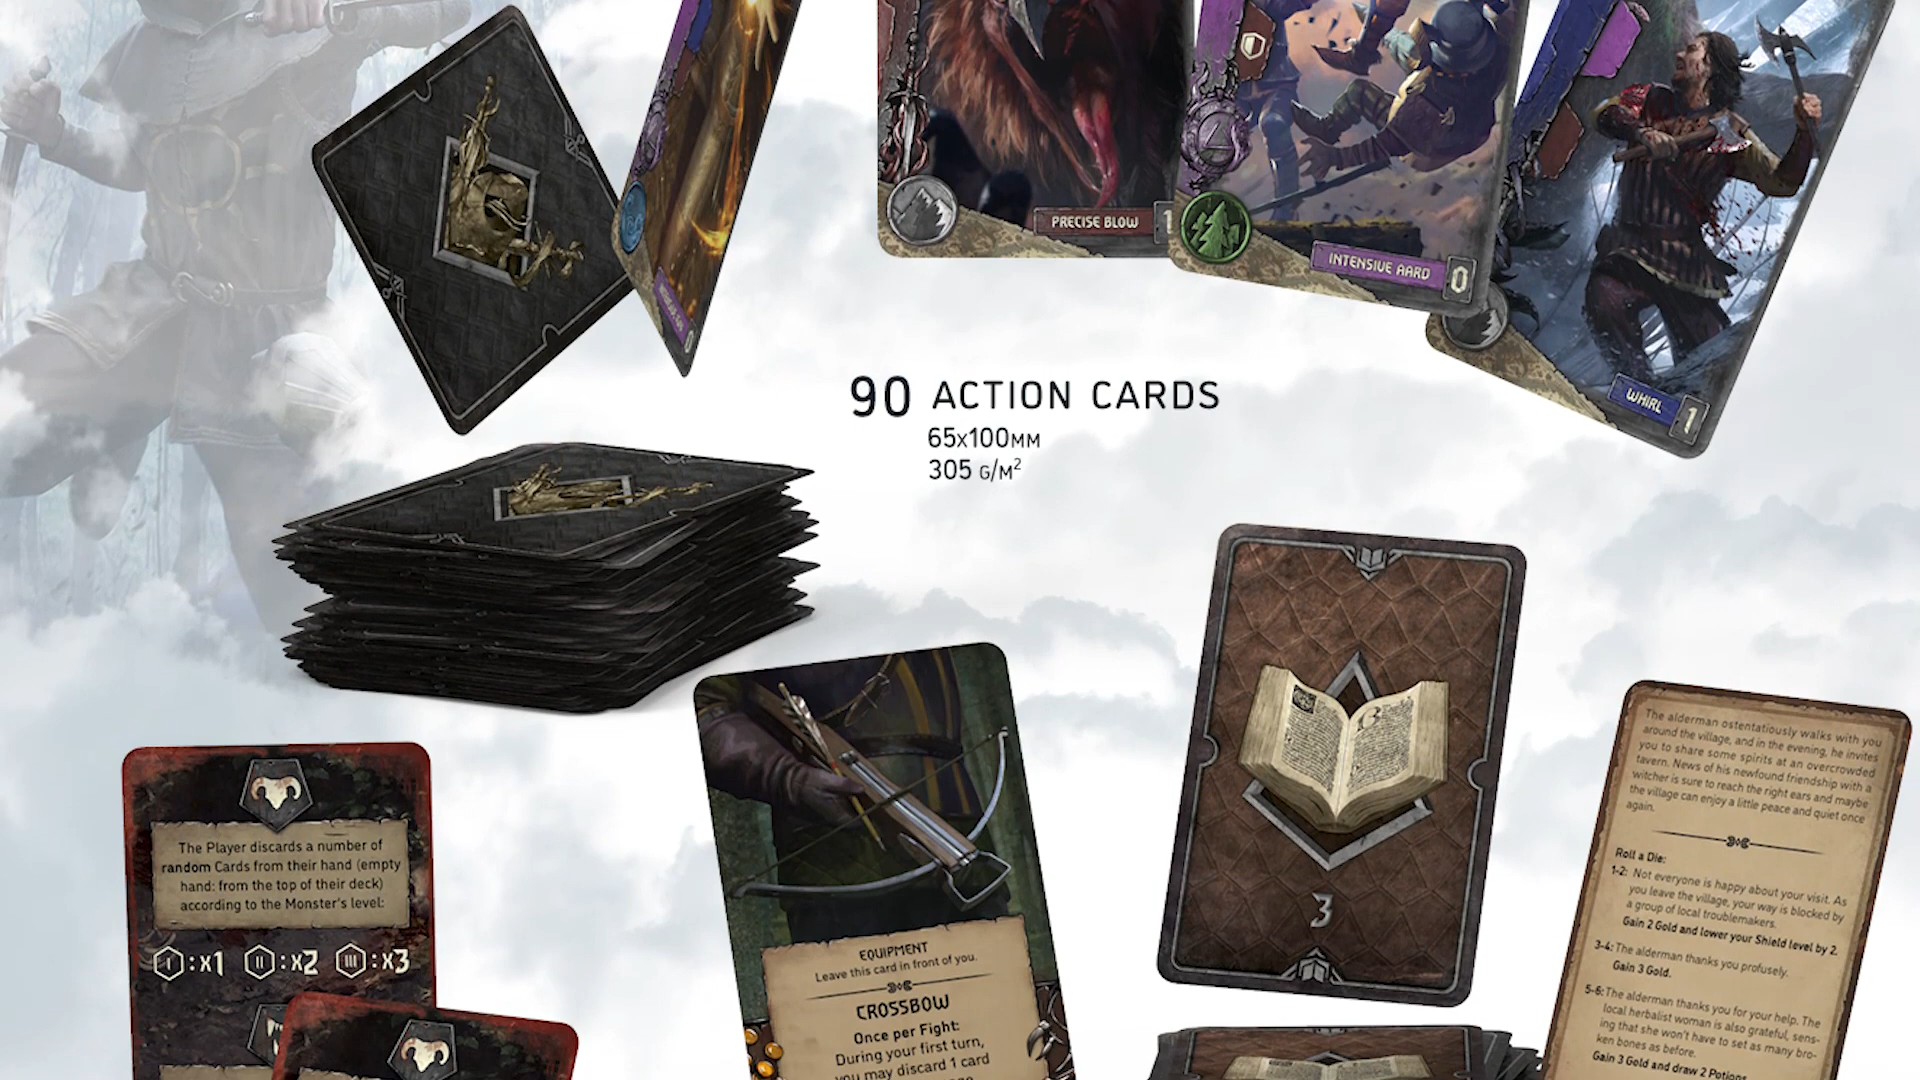 PRECISE BLOW 1
INTENSIVE AARD 0
WHIRL 1
90 ACTION CARDS
65x100MM
305 G/M²
The Player discards a number of
random Cards from their hand (empty
hand: from the top of their deck)
according to the Monster's level:
I :x1 II :x2 III :x3
EQUIPMENT
Leave this card in front of you.
CROSSBOW
Once per Fight:
During your first turn,
you may discard 1 card
3
The alderman ostentatiously walks with you
around the village, and in the evening, he invites
you to share some spirits at an overcrowded
tavern. News of his newfound friendship with a
witcher is sure to reach the right ears and maybe
the village can enjoy a little peace and quiet once
again.
Roll a Die:
1-2: Not everyone is happy about your visit. As
you leave the village, your way is blocked by
a group of local troublemakers.
Gain 2 Gold and lower your Shield level by 2.
3-4: The alderman thanks you profusely.
Gain 3 Gold.
5-6: The alderman thanks you for your help. The
local herbalist woman is also grateful, sens-
ing that she won't have to set as many bro-
ken bones as before.
Gain 3 Gold and draw 2 Potions